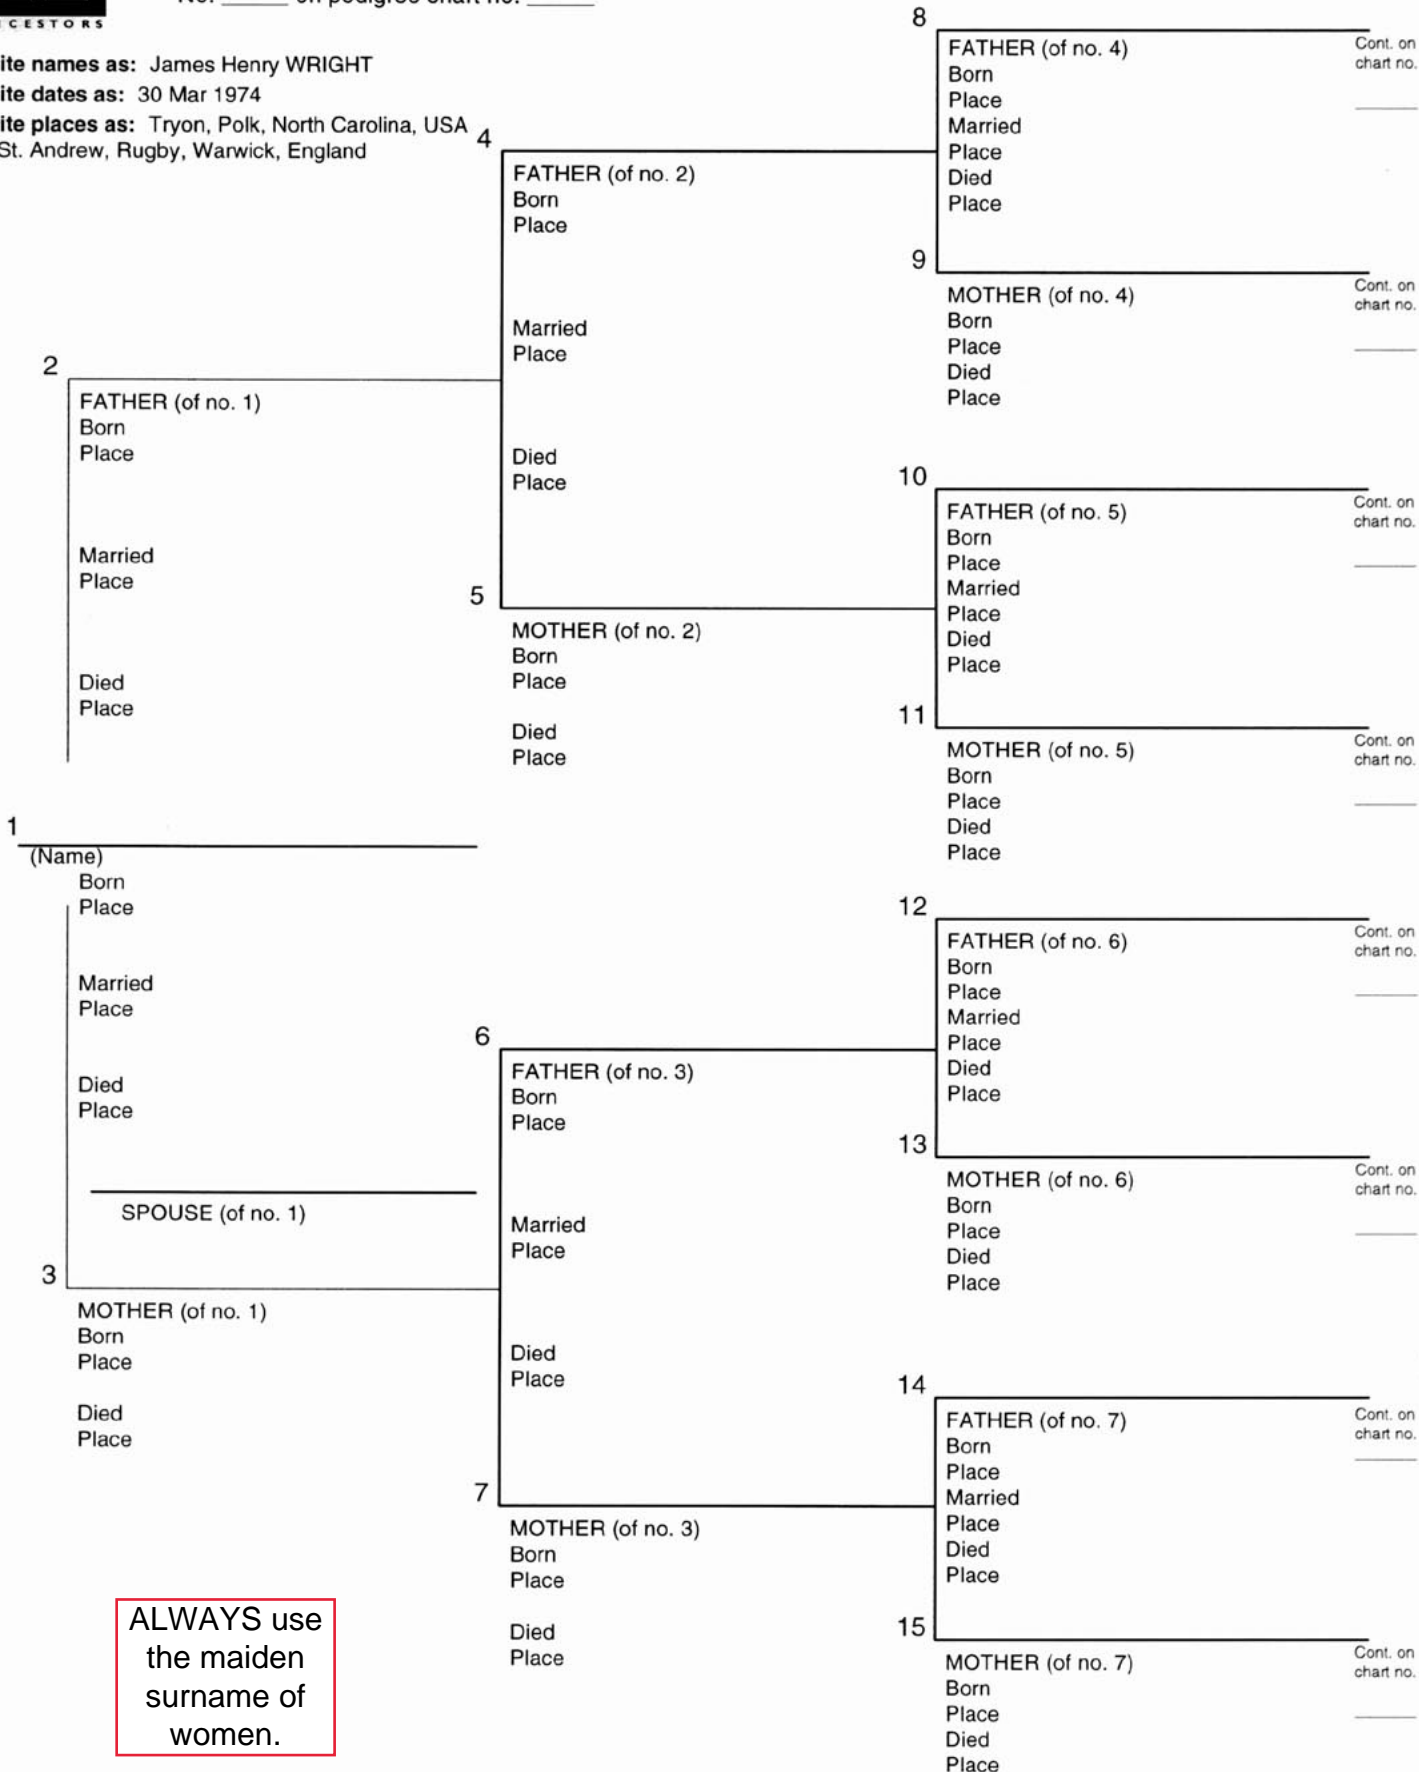 CESTORS
No. ______ on pedigree chart no. ______
ite names as: James Henry WRIGHT
ite dates as: 30 Mar 1974
ite places as: Tryon, Polk, North Carolina, USA
St. Andrew, Rugby, Warwick, England
2
FATHER (of no. 1)
Born
Place
Married
Place
Died
Place
1
(Name)
Born
Place
Married
Place
Died
Place
SPOUSE (of no. 1)
3
MOTHER (of no. 1)
Born
Place
Died
Place
ALWAYS use
the maiden
surname of
women.
4
FATHER (of no. 2)
Born
Place
Married
Place
Died
Place
5
MOTHER (of no. 2)
Born
Place
Died
Place
6
FATHER (of no. 3)
Born
Place
Married
Place
Died
Place
7
MOTHER (of no. 3)
Born
Place
Died
Place
8
FATHER (of no. 4)
Born
Place
Married
Place
Died
Place
Cont. on
chart no.
9
MOTHER (of no. 4)
Born
Place
Died
Place
Cont. on
chart no.
10
FATHER (of no. 5)
Born
Place
Married
Place
Died
Place
Cont. on
chart no.
11
MOTHER (of no. 5)
Born
Place
Died
Place
Cont. on
chart no.
12
FATHER (of no. 6)
Born
Place
Married
Place
Died
Place
Cont. on
chart no.
13
MOTHER (of no. 6)
Born
Place
Died
Place
Cont. on
chart no.
14
FATHER (of no. 7)
Born
Place
Married
Place
Died
Place
Cont. on
chart no.
15
MOTHER (of no. 7)
Born
Place
Died
Place
Cont. on
chart no.